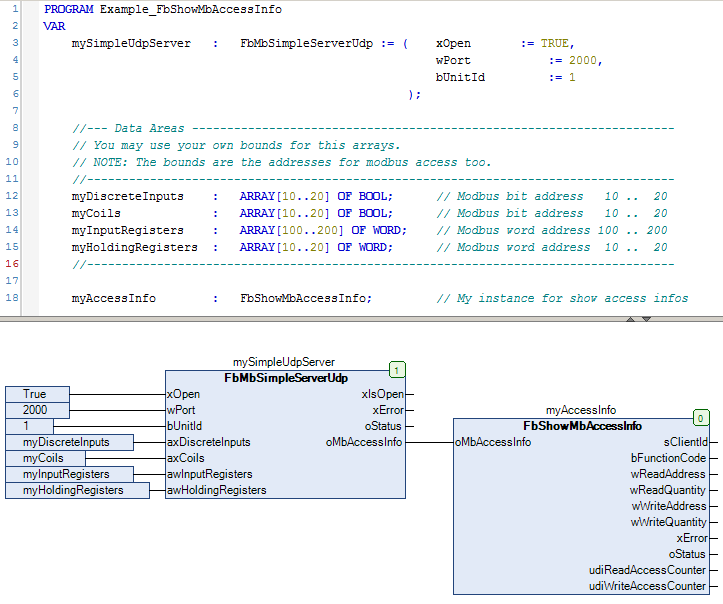 1 PROGRAM Example_FbShowMbAccessInfo
2 VAR
3 mySimpleUdpServer : FbMbSimpleServerUdp := ( xOpen := TRUE,
4 wPort := 2000,
5 bUnitId := 1
6 );
7
8 //--- Data Areas -------------------------------------------------------------------
9 // You may use your own bounds for this arrays.
10 // NOTE: The bounds are the addresses for modbus access too.
11 //----------------------------------------------------------------------------------
12 myDiscreteInputs : ARRAY[10..20] OF BOOL; // Modbus bit address 10 .. 20
13 myCoils : ARRAY[10..20] OF BOOL; // Modbus bit address 10 .. 20
14 myInputRegisters : ARRAY[100..200] OF WORD; // Modbus word address 100 .. 200
15 myHoldingRegisters : ARRAY[10..20] OF WORD; // Modbus word address 10 .. 20
16 //----------------------------------------------------------------------------------
17
18 myAccessInfo : FbShowMbAccessInfo; // My instance for show access infos
mySimpleUdpServer
1
FbMbSimpleServerUdp
True xOpen xIsOpen
2000 wPort xError
1 bUnitId oStatus
myDiscreteInputs axDiscreteInputs oMbAccessInfo
myCoils axCoils
myInputRegisters awInputRegisters
myHoldingRegisters awHoldingRegisters
myAccessInfo
0
FbShowMbAccessInfo
oMbAccessInfo sClientId
bFunctionCode
wReadAddress
wReadQuantity
wWriteAddress
wWriteQuantity
xError
oStatus
udiReadAccessCounter
udiWriteAccessCounter